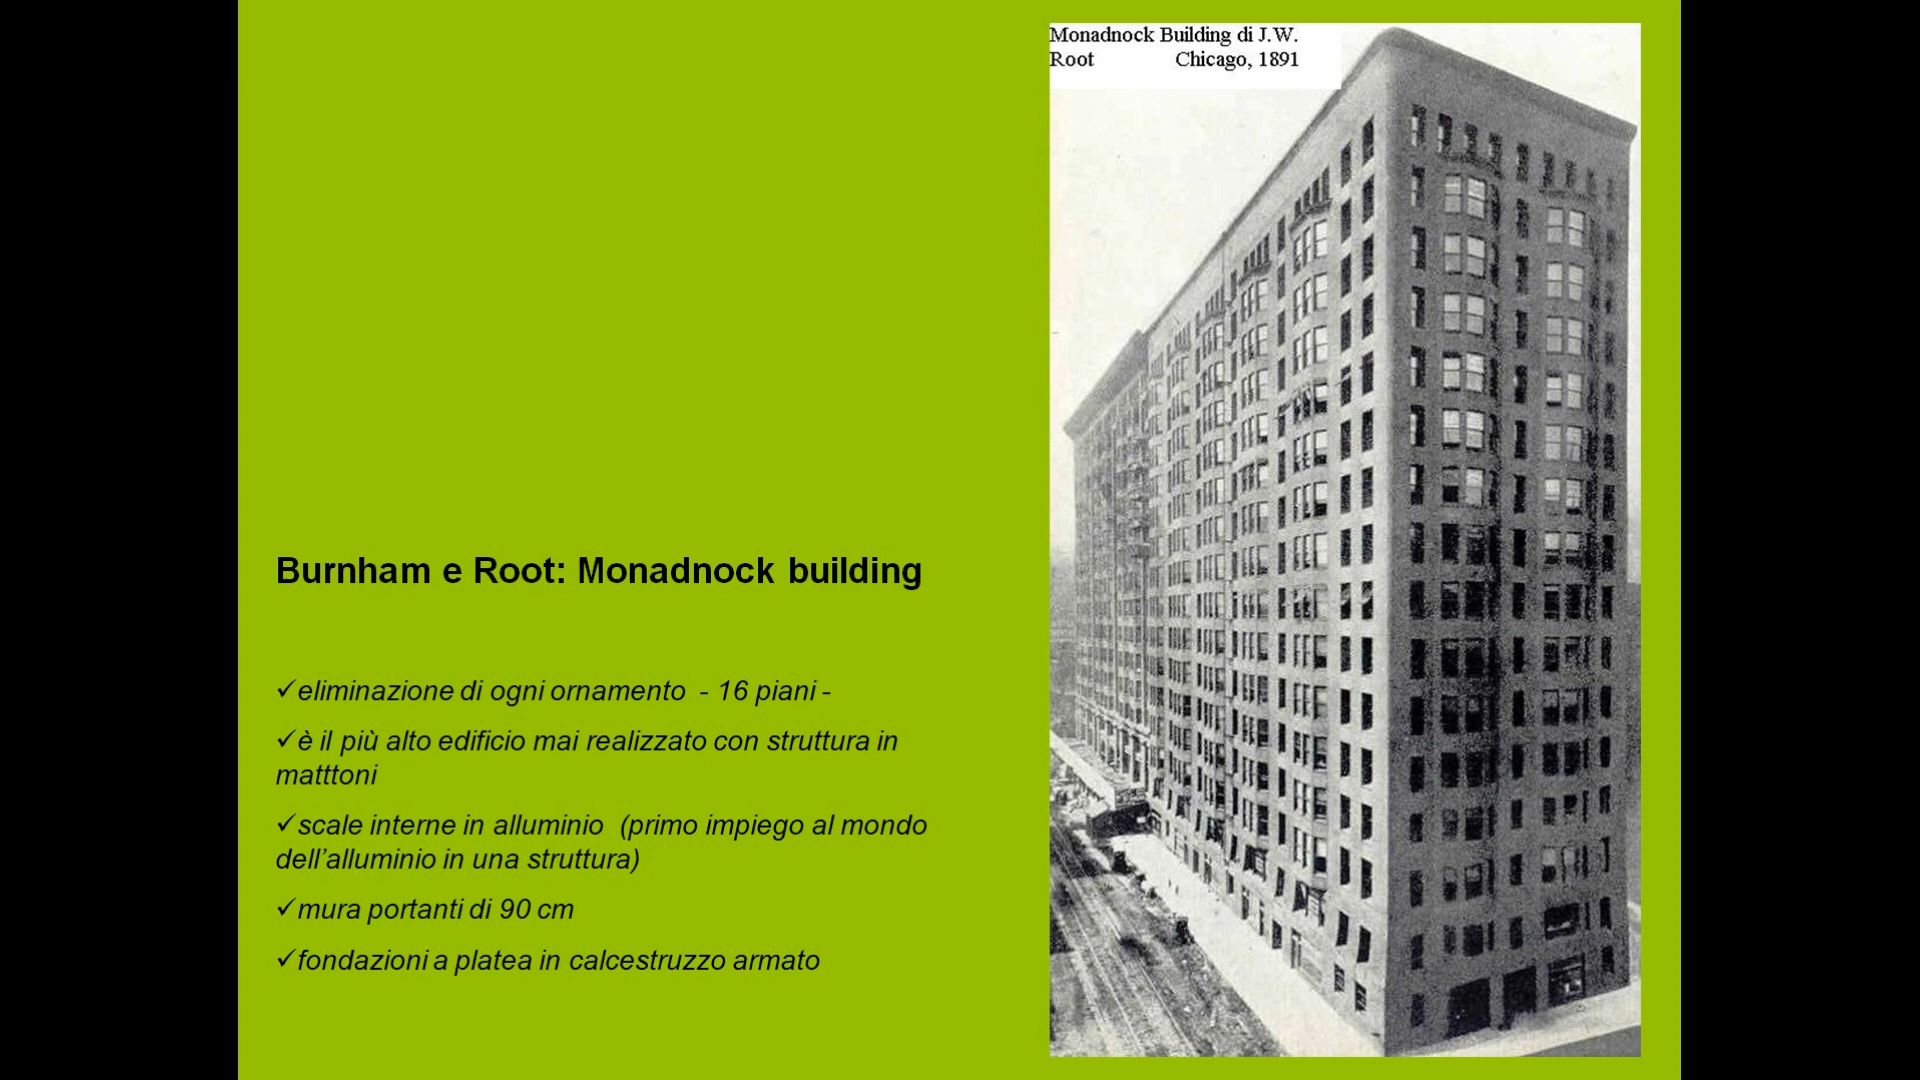 Monadnock Building di J.W.
Root Chicago, 1891
Burnham e Root: Monadnock building
✓eliminazione di ogni ornamento - 16 piani -
✓è il più alto edificio mai realizzato con struttura in
matttoni
✓scale interne in alluminio (primo impiego al mondo
dell’alluminio in una struttura)
✓mura portanti di 90 cm
✓fondazioni a platea in calcestruzzo armato